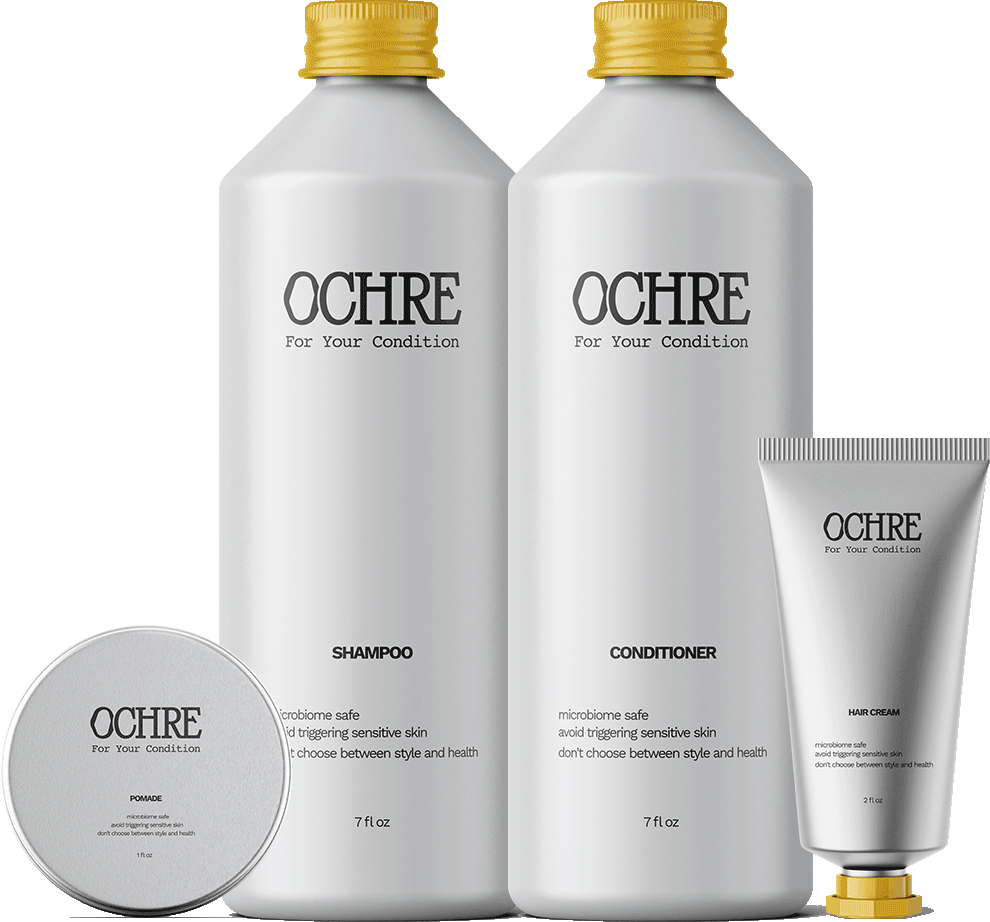 OCHRE
For Your Condition
SHAMPOO
crobiome safe
id triggering sensitive skin
't choose between style and health
7 fl oz
OCHRE
For Your Condition
CONDITIONER
microbiome safe
avoid triggering sensitive skin
don't choose between style and health
7 fl oz
OCHRE
For Your Condition
HAIR CREAM
microbiome safe
avoid triggering sensitive skin
don't choose between style and health
2 fl oz
OCHRE
For Your Condition
POMADE
microbiome safe
avoid triggering sensitive skin
don't choose between style and health
1 fl oz